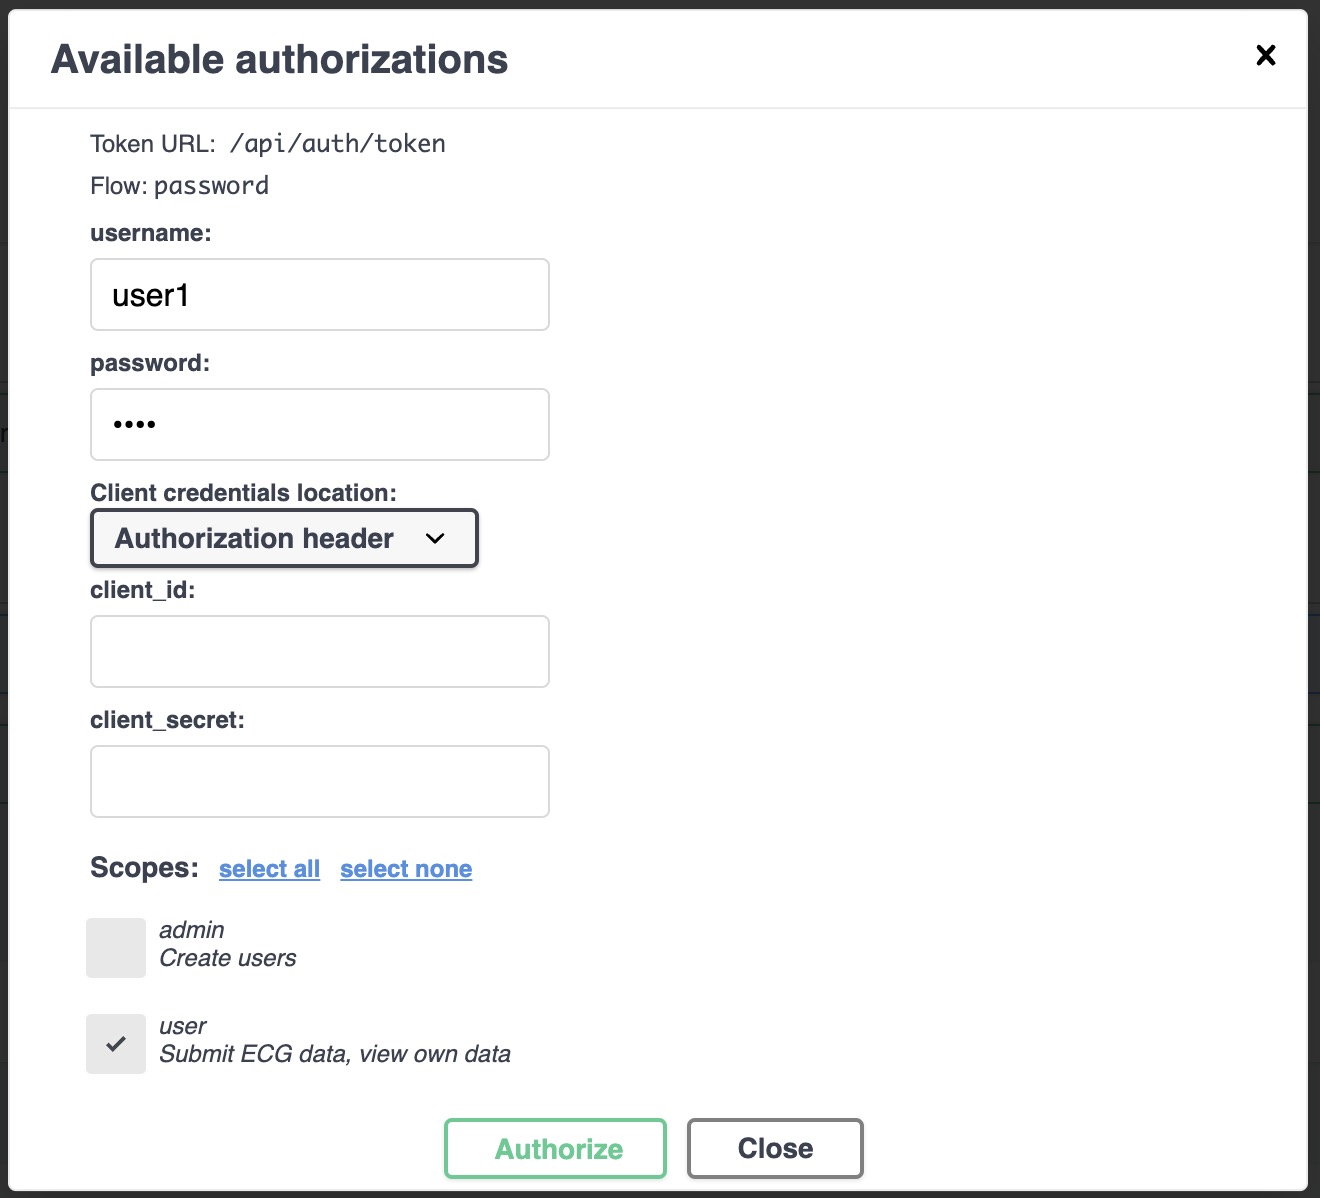 Available authorizations
Token URL: /api/auth/token
Flow: password
username:
user1
password:
••••
Client credentials location:
Authorization header
client_id:
client_secret:
Scopes: select all select none
admin
Create users
user
Submit ECG data, view own data
Authorize Close